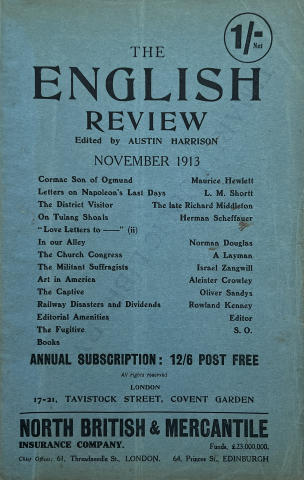 1/-
Net
THE
ENGLISH
REVIEW
Edited by AUSTIN HARRISON
NOVEMBER 1913
Cormac Son of Ogmund Maurice Hewlett
Letters on Napoleon's Last Days L. M. Shortt
The District Visitor The late Richard Middleton
On Tulang Shoals Herman Scheffauer
"Love Letters to ——" (ii)
In our Alley Norman Douglas
The Church Congress A Layman
The Militant Suffragists Israel Zangwill
Art in America Aleister Crowley
The Captive Oliver Sandys
Railway Disasters and Dividends Rowland Kenney
Editorial Amenities Editor
The Fugitive S. O.
Books
ANNUAL SUBSCRIPTION: 12/6 POST FREE
All rights reserved
LONDON
17-21, TAVISTOCK STREET, COVENT GARDEN
NORTH BRITISH & MERCANTILE
INSURANCE COMPANY. Funds, £23,000,000.
Chief Offices: 61, Threadneedle St., LONDON. 64, Princes St., EDINBURGH